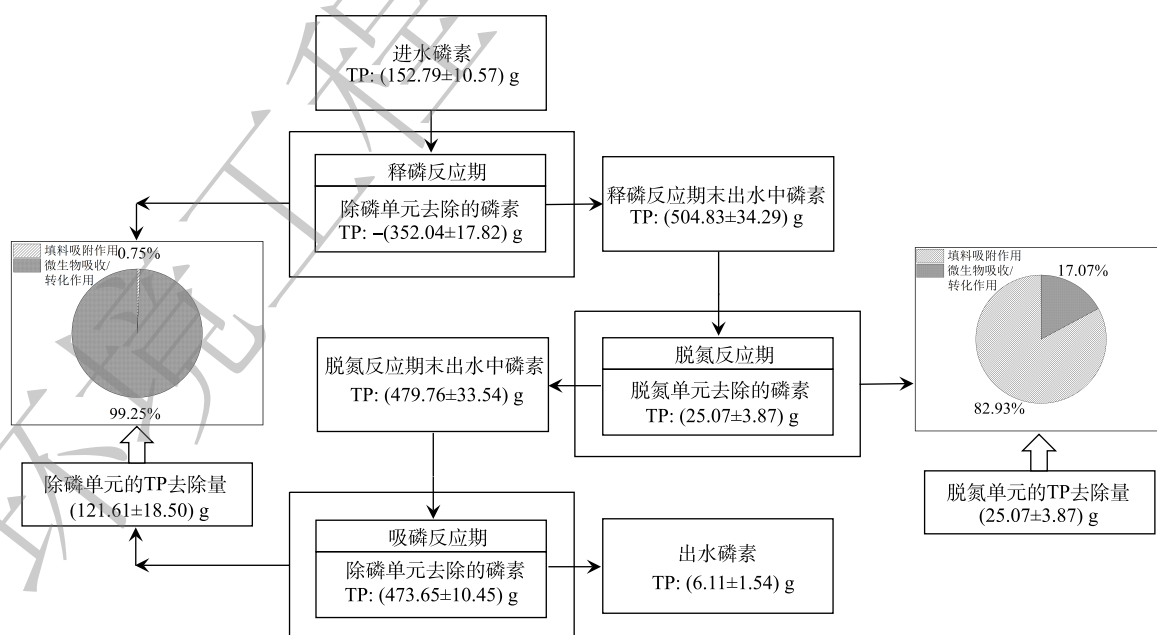 进水磷素
TP: (152.79±10.57) g
释磷反应期
除磷单元去除的磷素
TP: −(352.04±17.82) g
释磷反应期末出水中磷素
TP: (504.83±34.29) g
填料吸附作用
0.75%
微生物吸收/
转化作用
99.25%
填料吸附作用
微生物吸收/
17.07%
转化作用
82.93%
脱氮反应期
脱氮单元去除的磷素
TP: (25.07±3.87) g
脱氮反应期末出水中磷素
TP: (479.76±33.54) g
除磷单元的TP去除量
(121.61±18.50) g
脱氮单元的TP去除量
(25.07±3.87) g
吸磷反应期
除磷单元去除的磷素
TP: (473.65±10.45) g
出水磷素
TP: (6.11±1.54) g
环境工程